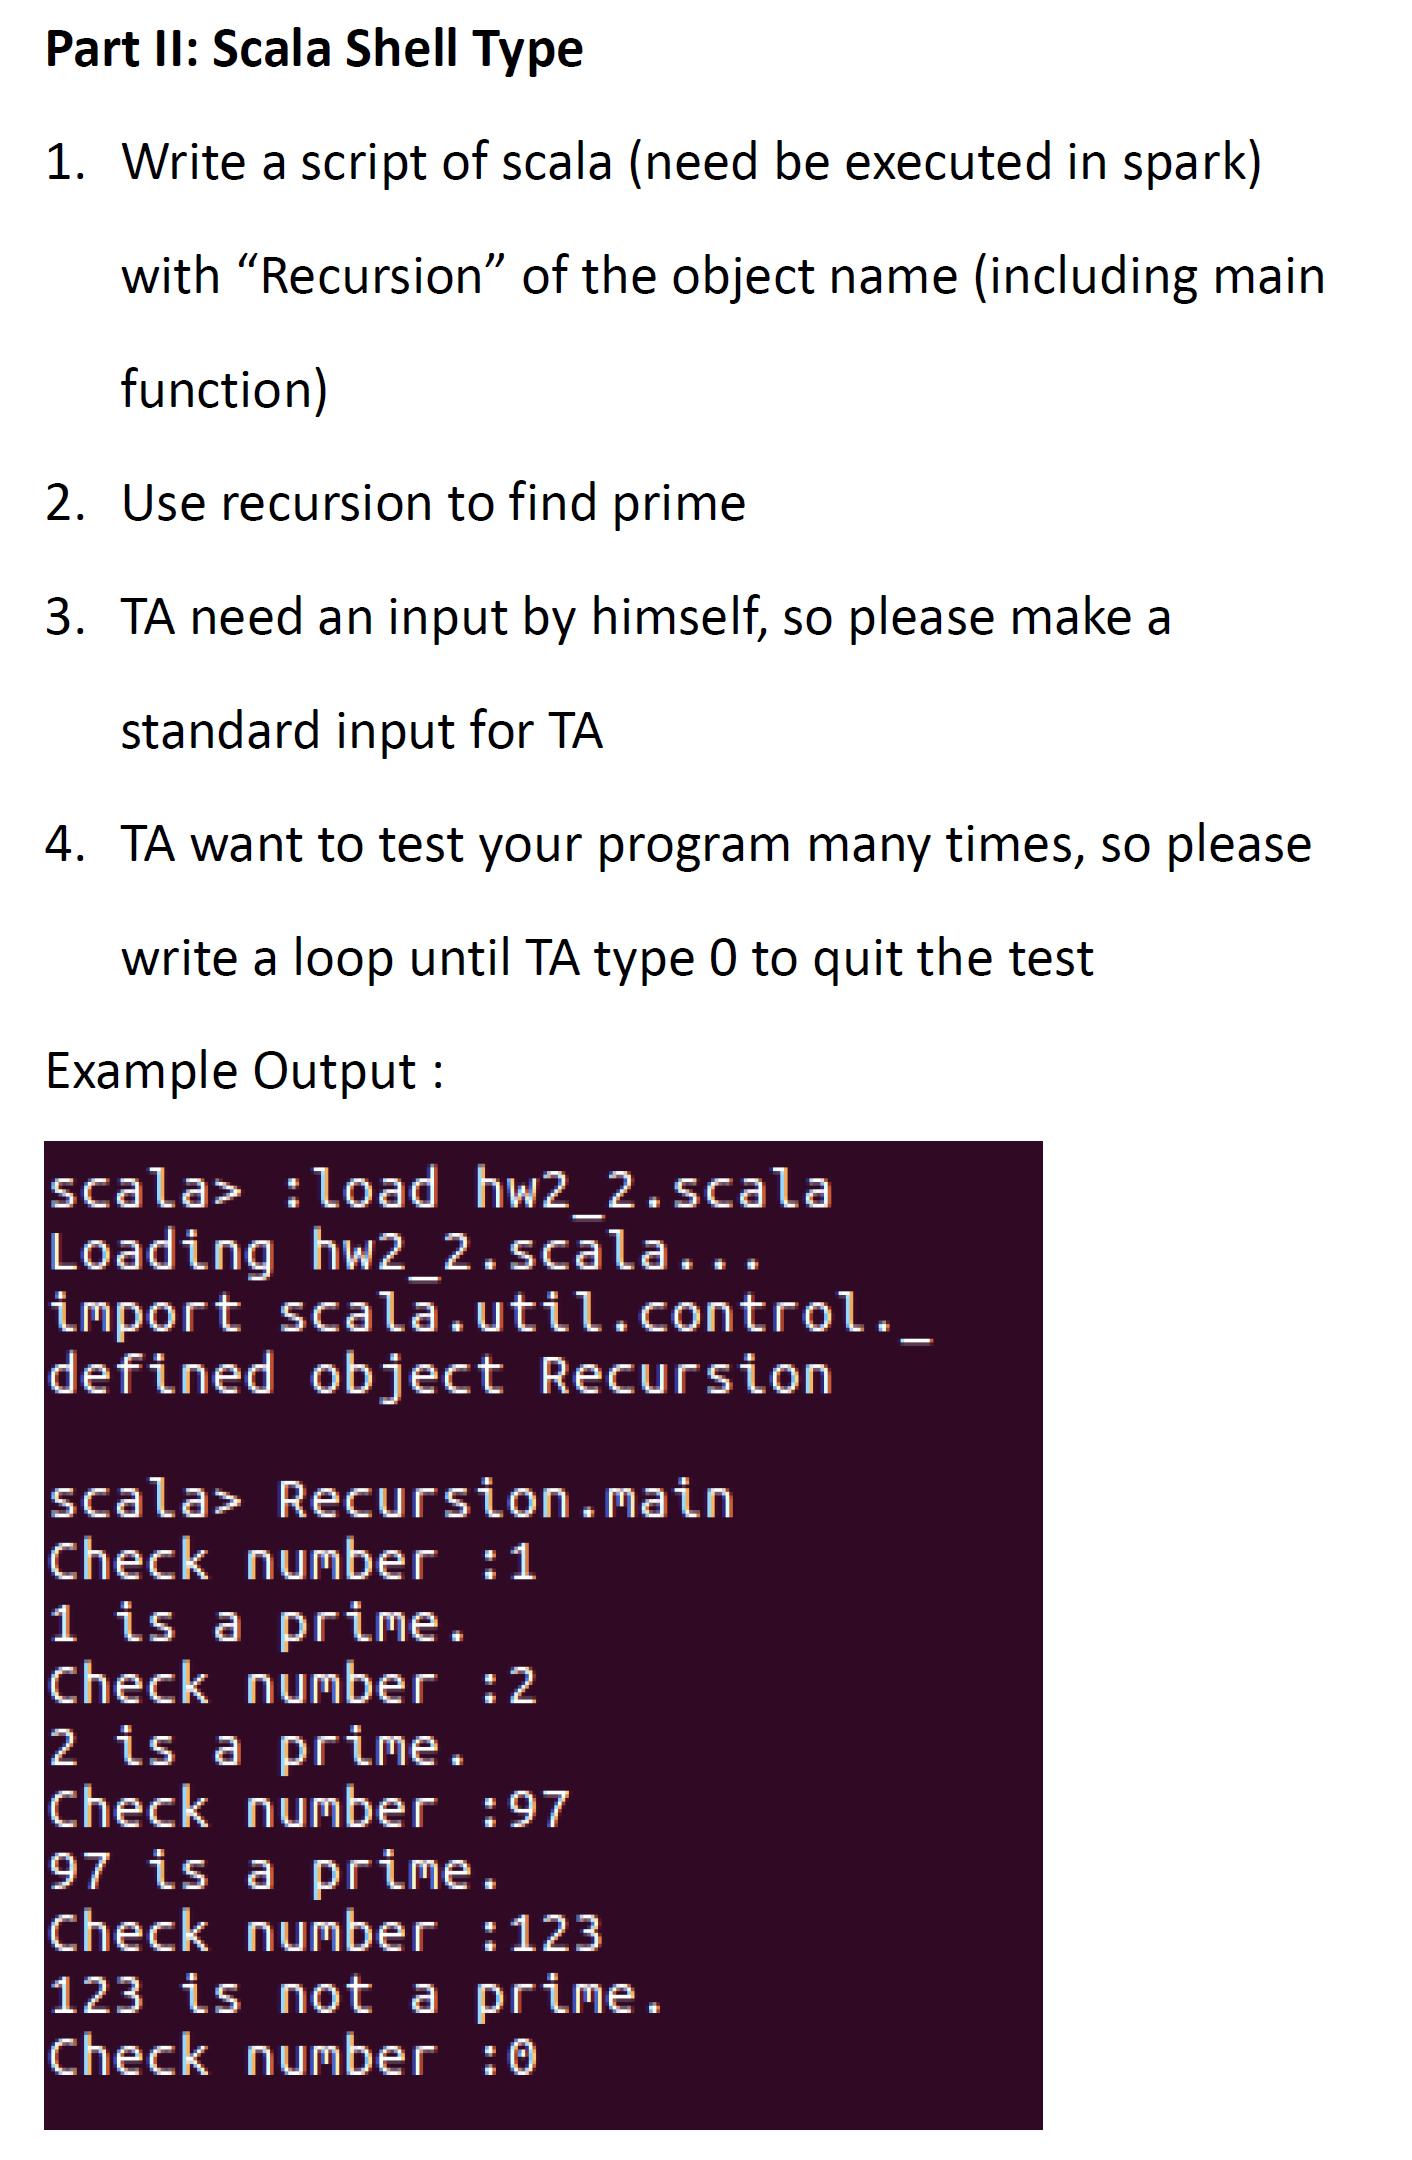 Part II: Scala Shell Type
1. Write a script of scala (need be executed in spark)
with “Recursion” of the object name (including main
function)
2. Use recursion to find prime
3. TA need an input by himself, so please make a
standard input for TA
4. TA want to test your program many times, so please
write a loop until TA type 0 to quit the test
Example Output :
scala> :load hw2_2.scala
Loading hw2_2.scala...
import scala.util.control._
defined object Recursion
scala> Recursion.main
Check number :1
1 is a prime.
Check number :2
2 is a prime.
Check number :97
97 is a prime.
Check number :123
123 is not a prime.
Check number :0